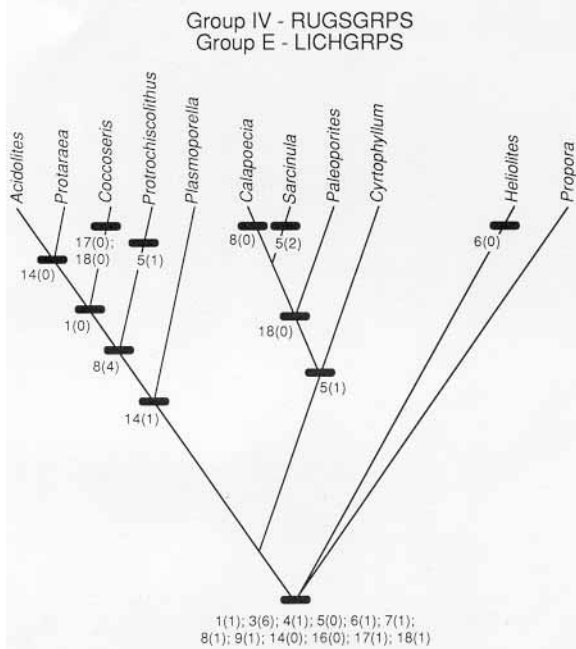 Group IV - RUGSGRPS
Group E - LICHGRPS
Acidolites
Protaraea
Coccoseris
Protrochiscolithus
Plasmoporella
Calapoecia
Sarcinula
Paleoporites
Cyrtophyllum
Heliolites
Propora
17(0);
18(0)
5(1)
8(0)
5(2)
6(0)
14(0)
1(0)
18(0)
8(4)
5(1)
14(1)
1(1); 3(6); 4(1); 5(0); 6(1); 7(1);
8(1); 9(1); 14(0); 16(0); 17(1); 18(1)